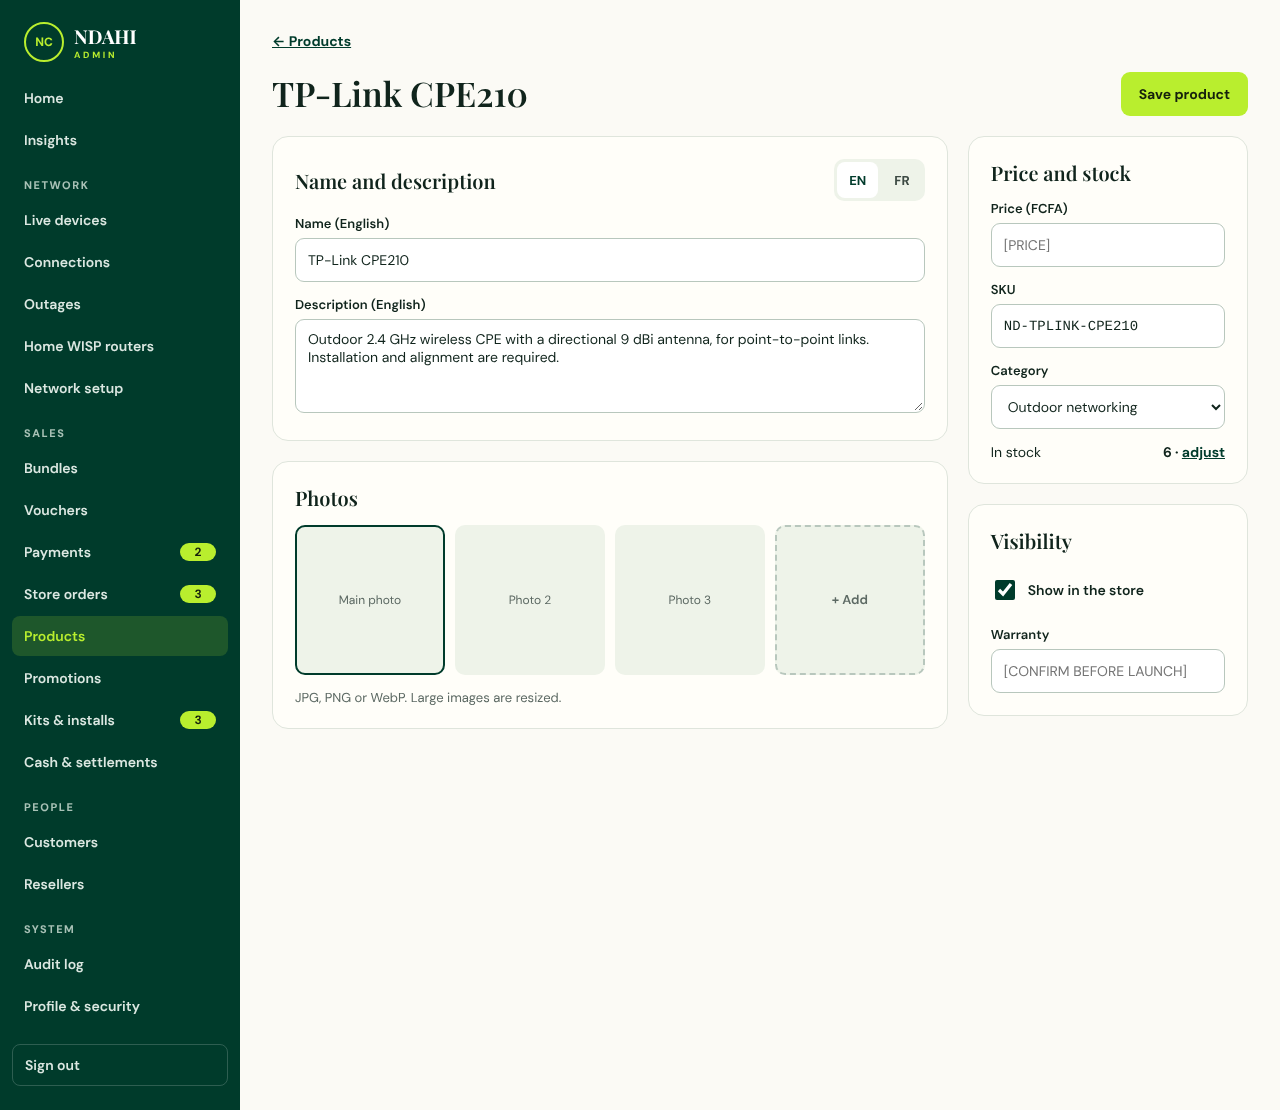 NC
NDAHI
ADMIN
Home
Insights
NETWORK
Live devices
Connections
Outages
Home WISP routers
Network setup
SALES
Bundles
Vouchers
Payments 2
Store orders 3
Products
Promotions
Kits & installs 3
Cash & settlements
PEOPLE
Customers
Resellers
SYSTEM
Audit log
Profile & security
Sign out
← Products
TP-Link CPE210
Save product
Name and description
EN FR
Name (English)
TP-Link CPE210
Description (English)
Outdoor 2.4 GHz wireless CPE with a directional 9 dBi antenna, for point-to-point links.
Installation and alignment are required.
Photos
Main photo
Photo 2
Photo 3
+ Add
JPG, PNG or WebP. Large images are resized.
Price and stock
Price (FCFA)
[PRICE]
SKU
ND-TPLINK-CPE210
Category
Outdoor networking
In stock 6 · adjust
Visibility
Show in the store
Warranty
[CONFIRM BEFORE LAUNCH]